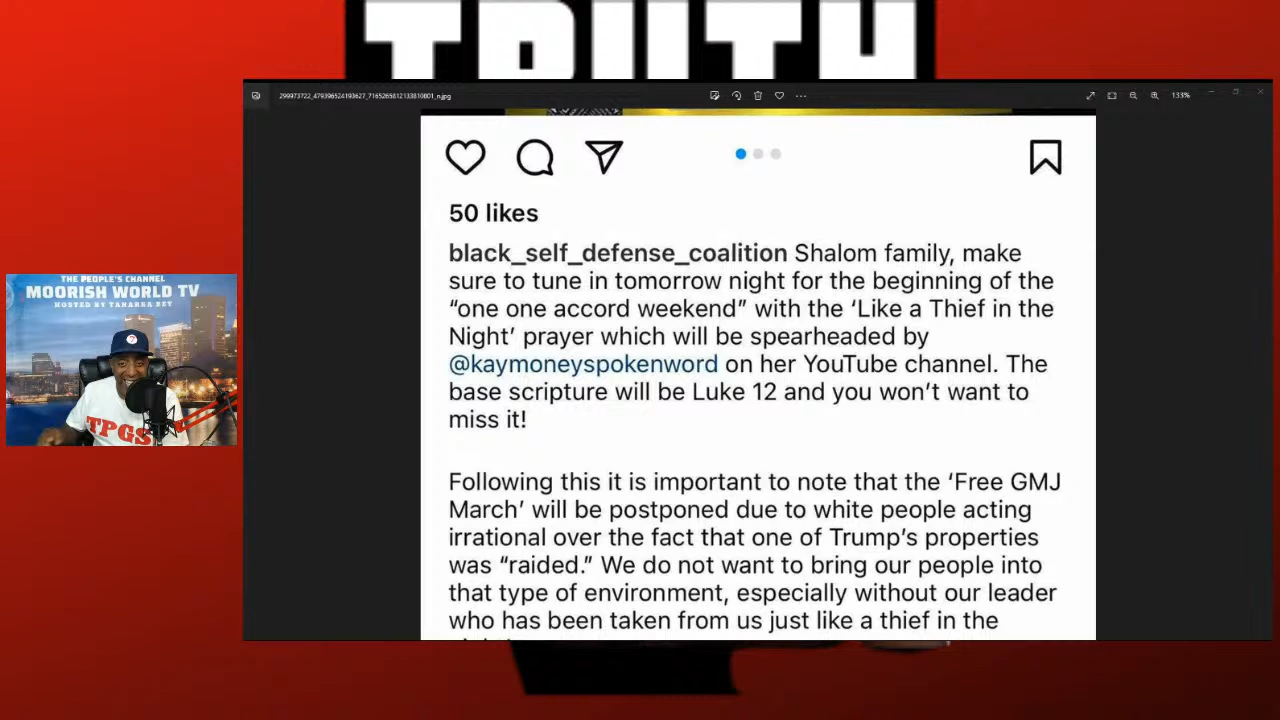 TRUTH
299973722_479396524193627_7165265812133810801_n.jpg
133%
50 likes
black_self_defense_coalition Shalom family, make
sure to tune in tomorrow night for the beginning of the
“one one accord weekend” with the ‘Like a Thief in the
Night’ prayer which will be spearheaded by
@kaymoneyspokenword on her YouTube channel. The
base scripture will be Luke 12 and you won’t want to
miss it!
Following this it is important to note that the ‘Free GMJ
March’ will be postponed due to white people acting
irrational over the fact that one of Trump’s properties
was “raided.” We do not want to bring our people into
that type of environment, especially without our leader
who has been taken from us just like a thief in the
THE PEOPLE'S CHANNEL
MOORISH WORLD TV
HOSTED BY TAHARKA BEY
?
TPGS